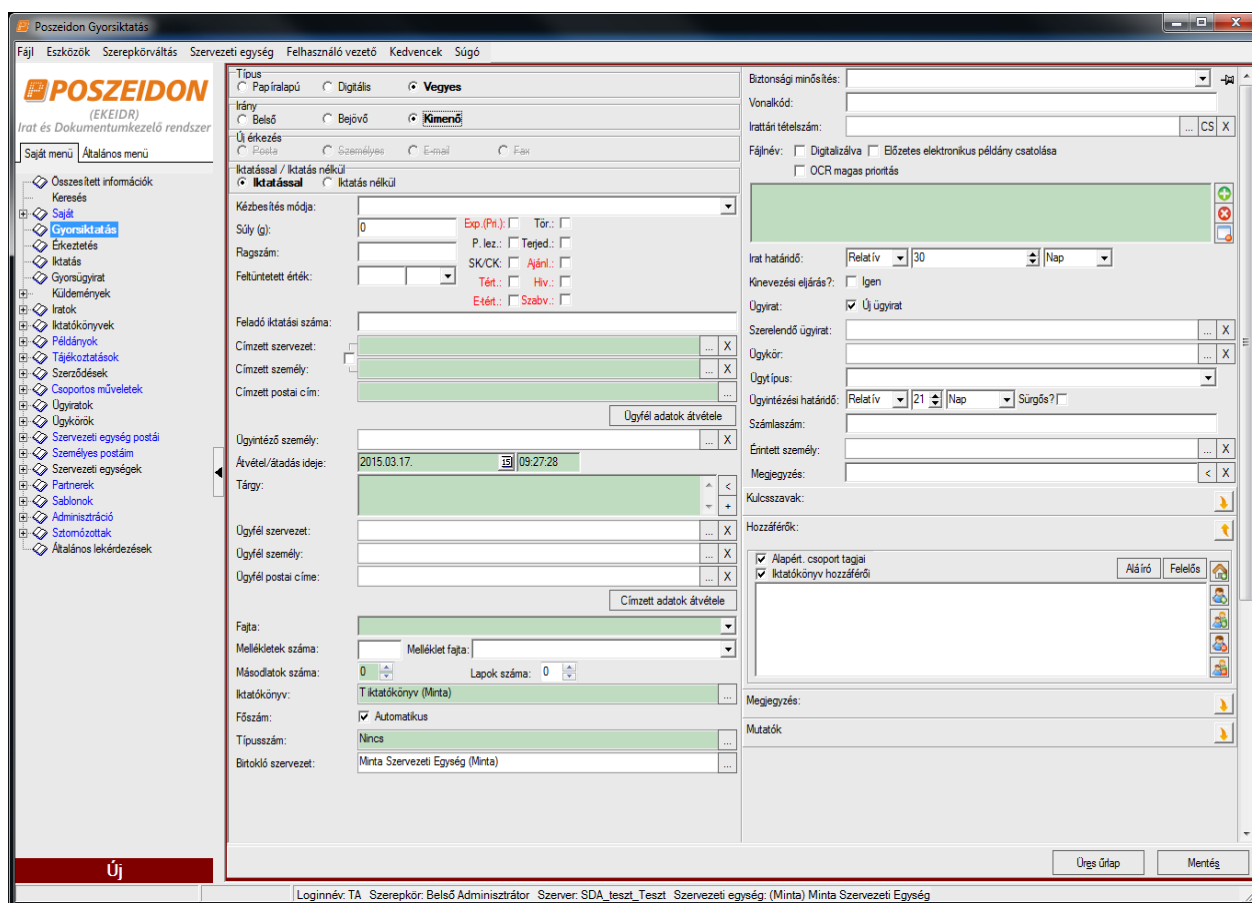 Poszeidon Gyorsiktatás
Fájl Eszközök Szerepkörváltás Szervezeti egység Felhasználó vezető Kedvencek Súgó
POSZEIDON
(EKEIDR)
Irat és Dokumentumkezelő rendszer
Saját menü Általános menü
Összesített információk
Keresés
Saját
Gyorsiktatás
Érkeztetés
Iktatás
Gyorsügyirat
Küldemények
Iratok
Iktatókönyvek
Példányok
Tájékoztatások
Szerződések
Csoportos műveletek
Ügyiratok
Ügykörök
Szervezeti egység postái
Személyes postáim
Szervezeti egységek
Partnerek
Sablonok
Adminisztráció
Sztornózottak
Általános lekérdezések
Új
Típus
Papíralapú Digitális Vegyes
Irány
Belső Bejövő Kimenő
Új érkezés
Posta Személyes E-mail Fax
Iktatással / Iktatás nélkül
Iktatással Iktatás nélkül
Kézbesítés módja:
Súly (g): 0 Exp.(Pri.): Tör.:
P. lez.: Terjed.:
Ragszám:
SK/CK: Ajánl.:
Feltüntetett érték:
Tért.: Hiv.:
E-tért.: Szabv.:
Feladó iktatási száma:
Címzett szervezet: ... X
Címzett személy: ... X
Címzett postai cím: ...
Ügyfél adatok átvétele
Ügyintéző személy: ... X
Átvétel/átadás ideje: 2015.03.17. 15 09:27:28
Tárgy: <
+
Ügyfél szervezet: ... X
Ügyfél személy: ... X
Ügyfél postai címe: ... X
Címzett adatok átvétele
Fajta:
Mellékletek száma: Melléklet fajta:
Másodlatok száma: 0 Lapok száma: 0
Iktatókönyv: T iktatókönyv (Minta) ...
Főszám: Automatikus
Típusszám: Nincs ...
Birtokló szervezet: Minta Szervezeti Egység (Minta) ...
Biztonsági minősítés:
Vonalkód:
Irattári tételszám: ... CS X
Fájlnév: Digitalizálva Előzetes elektronikus példány csatolása
OCR magas prioritás
Irat határidő: Relatív 30 Nap
Kinevezési eljárás?: Igen
Ügyirat: Új ügyirat
Szerelendő ügyirat: ... X
Ügykör: ... X
Ügytípus:
Ügyintézési határidő: Relatív 21 Nap Sürgős?
Számlaszám:
Érintett személy: ... X
Megjegyzés: < X
Kulcsszavak:
Hozzáférők:
Alapért. csoport tagjai
Iktatókönyv hozzáférői
Aláíró Felelős
Megjegyzés:
Mutatók
Üres űrlap Mentés
Loginnév: TA Szerepkör: Belső Adminisztrátor Szerver: SDA_teszt_Teszt Szervezeti egység: (Minta) Minta Szervezeti Egység